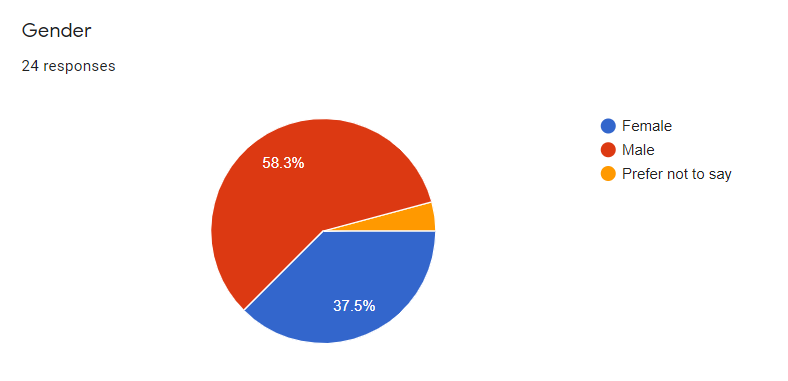 Gender
24 responses
58.3%
37.5%
Female
Male
Prefer not to say